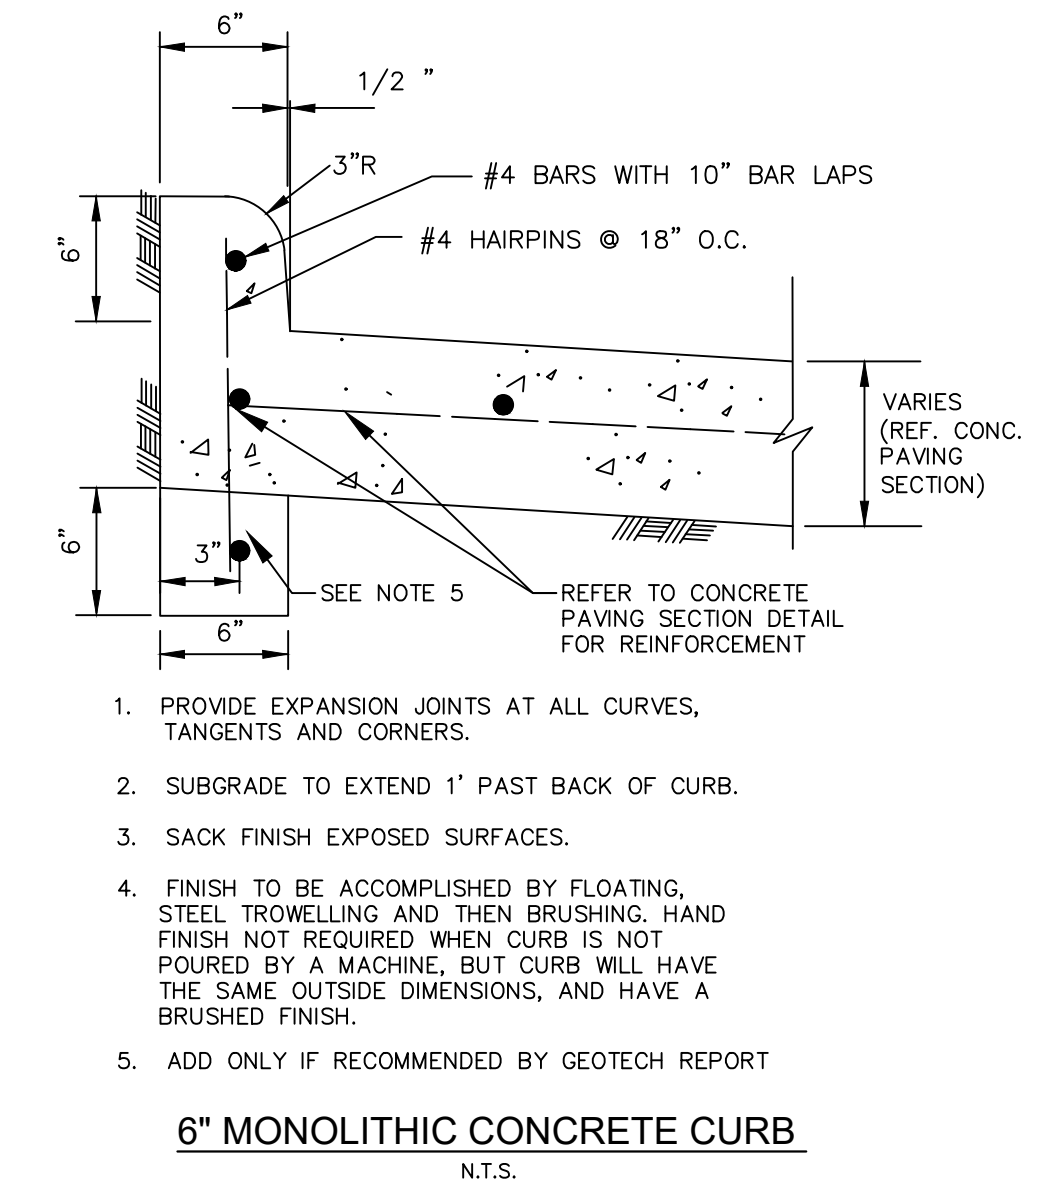 6”
1/2 ”
3”R
#4 BARS WITH 10” BAR LAPS
#4 HAIRPINS @ 18” O.C.
6”
VARIES
(REF. CONC.
PAVING
SECTION)
6”
3”
SEE NOTE 5
REFER TO CONCRETE
PAVING SECTION DETAIL
FOR REINFORCEMENT
6”
1. PROVIDE EXPANSION JOINTS AT ALL CURVES,
TANGENTS AND CORNERS.
2. SUBGRADE TO EXTEND 1' PAST BACK OF CURB.
3. SACK FINISH EXPOSED SURFACES.
4. FINISH TO BE ACCOMPLISHED BY FLOATING,
STEEL TROWELLING AND THEN BRUSHING. HAND
FINISH NOT REQUIRED WHEN CURB IS NOT
POURED BY A MACHINE, BUT CURB WILL HAVE
THE SAME OUTSIDE DIMENSIONS, AND HAVE A
BRUSHED FINISH.
5. ADD ONLY IF RECOMMENDED BY GEOTECH REPORT
6" MONOLITHIC CONCRETE CURB
N.T.S.